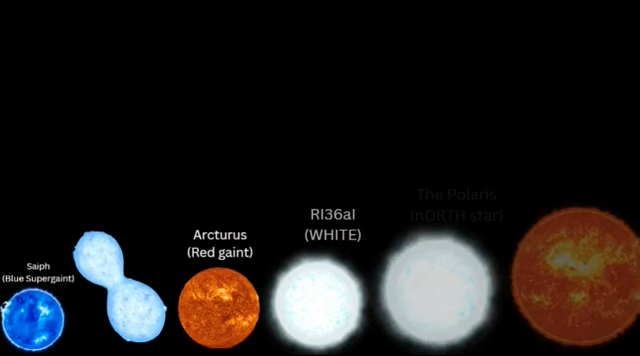 Saiph
(Blue Supergaint)
Arcturus
(Red gaint)
RI36al
(WHITE)
The Polaris
(nORTH star)